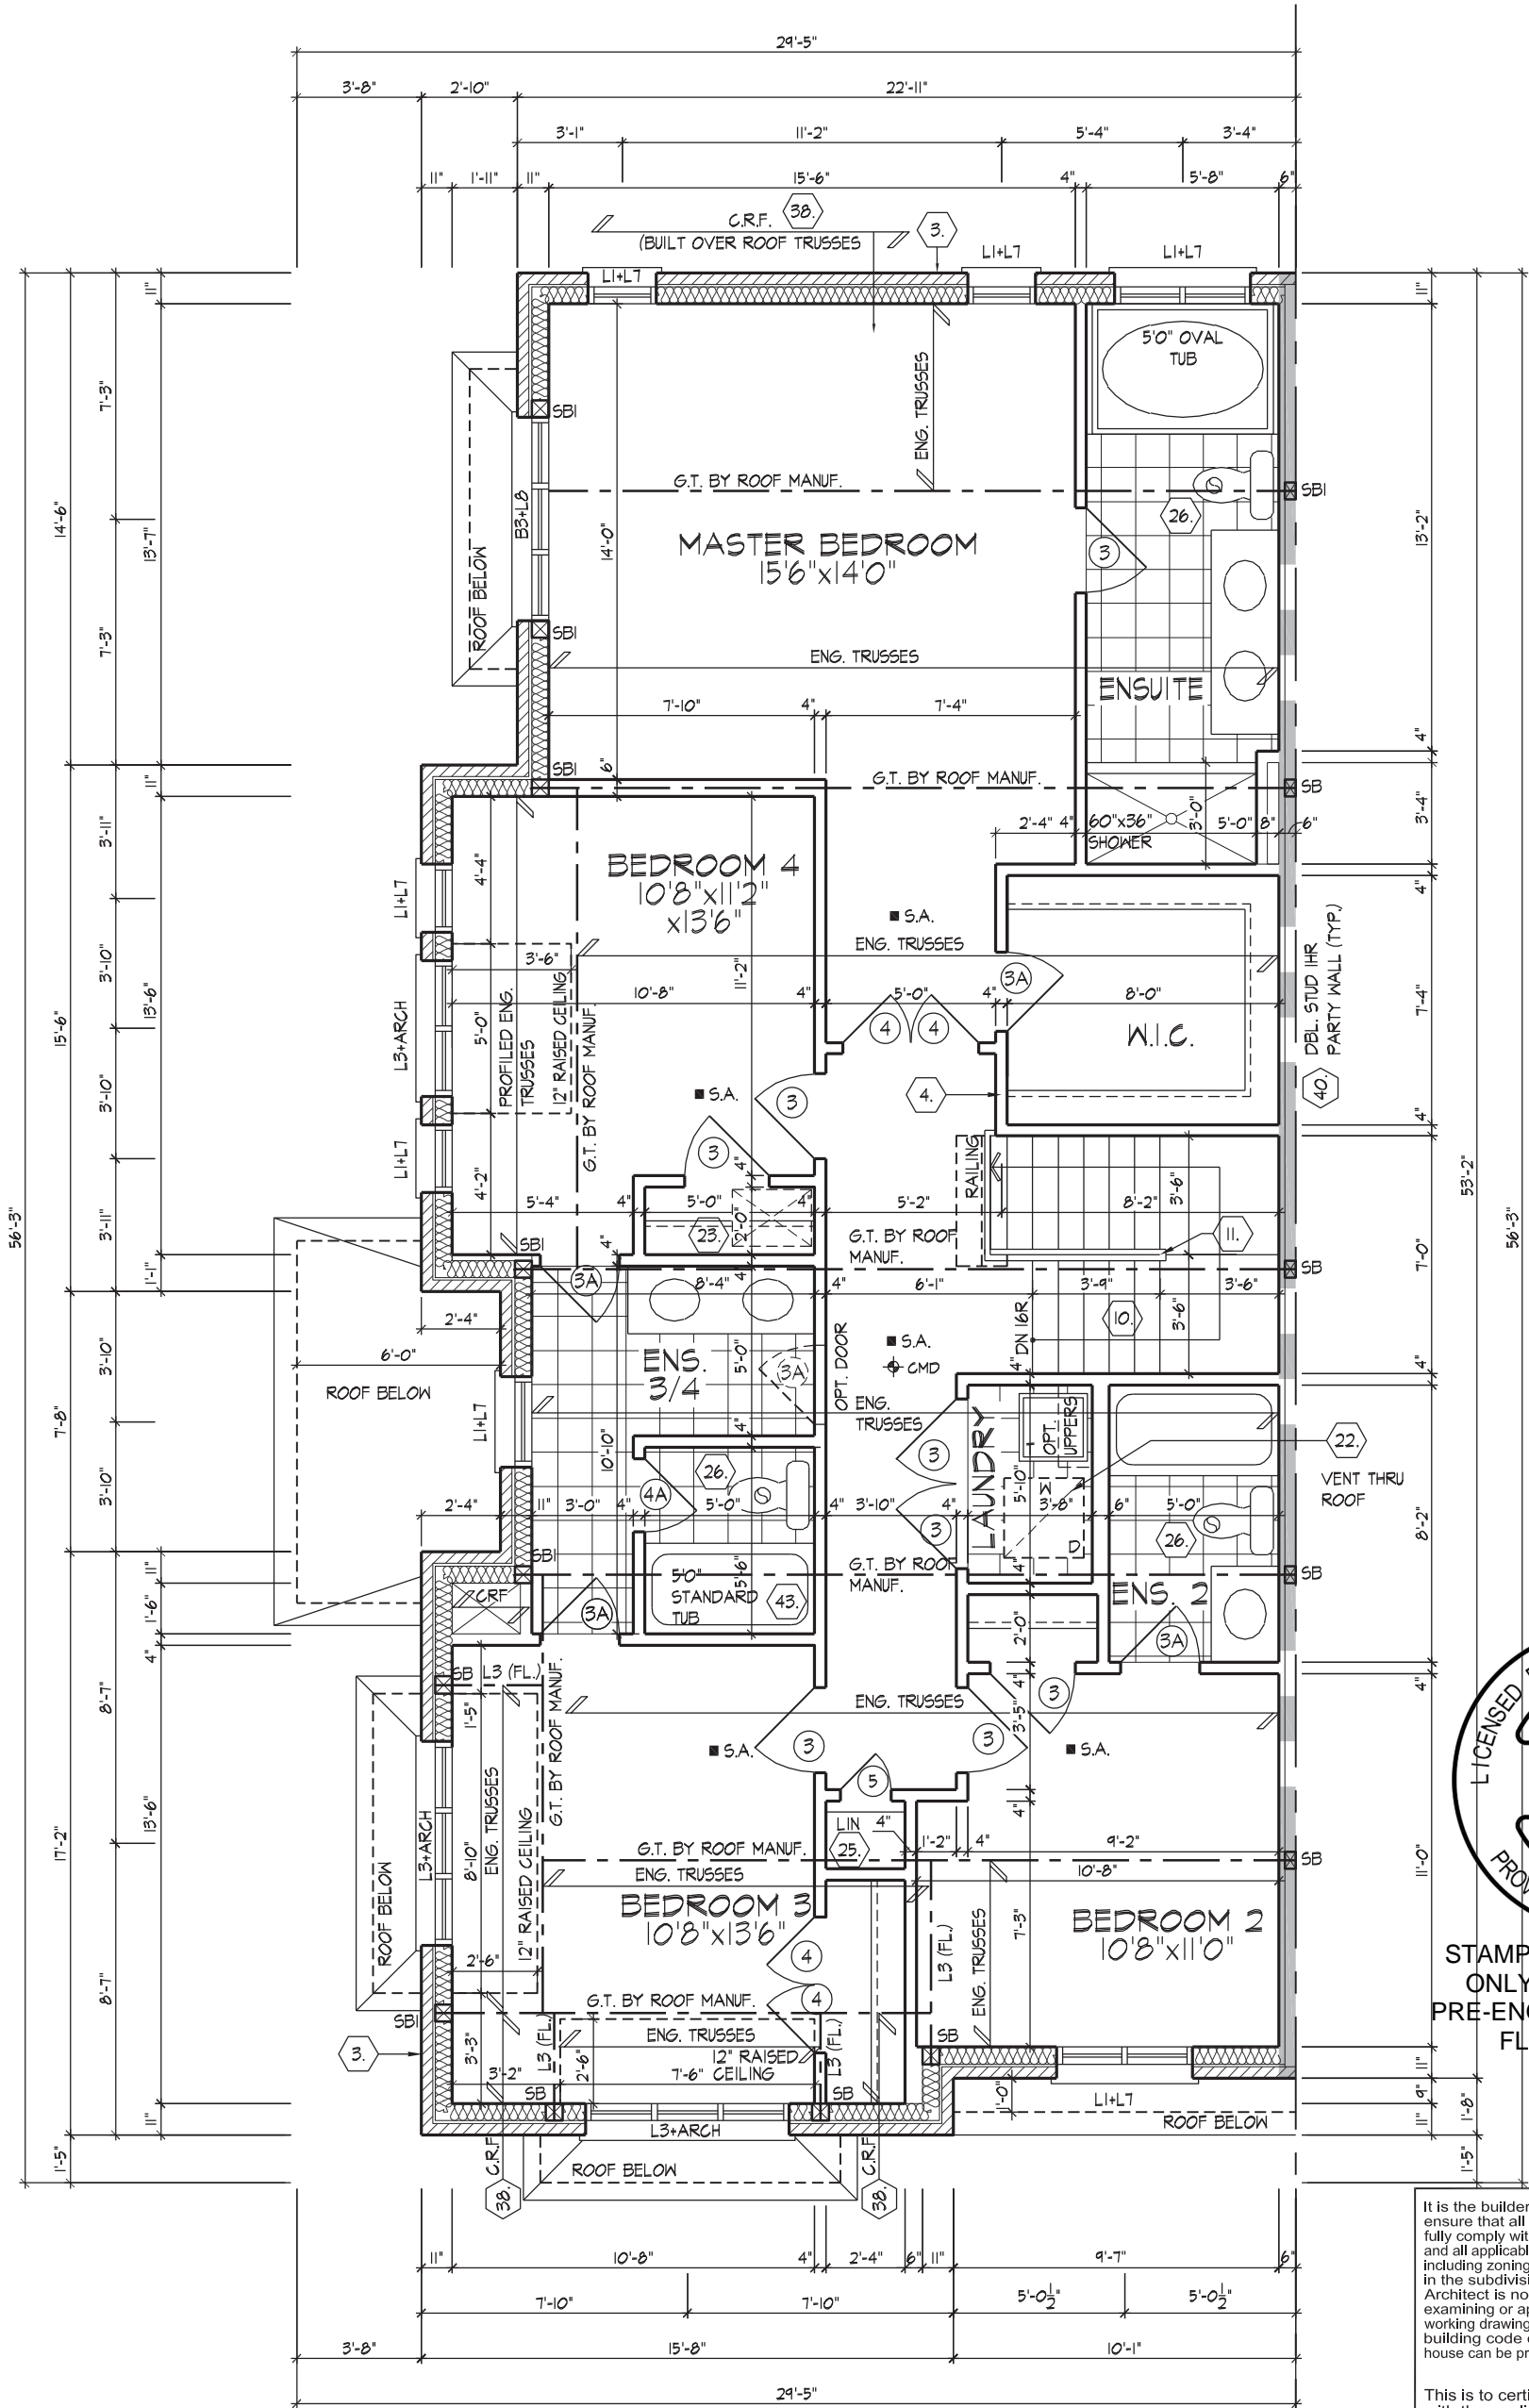 29'-5"
3'-8" 2'-10" 22'-11"
3'-1" 11'-2" 5'-4" 3'-4"
11" 1'-11" 11" 15'-6" 4" 5'-8" 6"
C.R.F. 38.
(BUILT OVER ROOF TRUSSES
3.
L1+L7 L1+L7 L1+L7
5'0" OVAL
TUB
ENG. TRUSSES
SB1
G.T. BY ROOF MANUF.
SB1
26.
B3+L8
ROOF BELOW
14'-0"
MASTER BEDROOM
15'6"x14'0"
3
SB1
ENG. TRUSSES
ENSUITE
7'-10" 4" 7'-4"
6"
SB1
G.T. BY ROOF MANUF.
SB
2'-4" 4" 60"x36"
SHOWER
3'-0"
5'-0" 8" 6"
BEDROOM 4
10'8"x11'2"
x13'6"
4'-4"
L1+L7
S.A.
ENG. TRUSSES
3'-6"
11'-2"
3A
10'-8" 4" 5'-0" 4" 8'-0"
4 4
W.I.C.
L3+ARCH
5'-0"
PROFILED ENG.
TRUSSES
12" RAISED CEILING
G.T. BY ROOF MANUF.
DBL. STUD 1HR
PARTY WALL (TYP.)
40.
S.A.
3
4.
L1+L7
4'-2"
3
4"
RAILING
3'-6"
5'-4" 4" 5'-0" 4" 5'-2" 8'-2"
23.
2'-0"
G.T. BY ROOF
MANUF.
11.
SB1
4"
4"
SB
3A
8'-4" 4" 6'-1" 3'-9" 3'-6"
2'-4"
10.
3'-6"
DN 16R
6'-0"
ROOF BELOW
ENS.
3/4
5'-0"
3A
OPT. DOOR
S.A.
CMD
4"
ENG.
TRUSSES
LAUNDRY
OPT.
UPPERS
22.
VENT THRU
ROOF
L1+L7
10'-10"
4"
26.
3
5'-10"
W
D
4A
2'-4" 11" 3'-0" 4" 5'-0" 4" 3'-10" 4" 3'-8" 6" 5'-0"
3
26.
SB1
G.T. BY ROOF
MANUF.
4"
SB
CRF
5'0"
STANDARD
TUB
5'-6"
43.
ENS. 2
3A
2'-0"
3A
SB L3 (FL.)
4"
3
1'-5"
G.T. BY ROOF MANUF.
ENG. TRUSSES
3'-5"
S.A.
3
3
S.A.
5
4"
L3+ARCH
ROOF BELOW
8'-10"
ENG. TRUSSES
12" RAISED CEILING
LIN
25.
4"
1'-2" 4" 9'-2"
G.T. BY ROOF MANUF.
SB
ENG. TRUSSES
10'-8"
BEDROOM 3
10'8"x13'6"
BEDROOM 2
10'8"x11'0"
7'-3"
L3 (FL.)
ENG. TRUSSES
2'-6"
4
4
SB1
G.T. BY ROOF MANUF.
3.
3'-3"
L3 (FL.)
2'-6"
ENG. TRUSSES
12" RAISED
CEILING
L3 (FL.)
SB
3'-2" 7'-6"
SB SB
1'-0"
L1+L7
ROOF BELOW
L3+ARCH
C.R.F.
38.
ROOF BELOW
C.R.F.
38.
11" 10'-8" 4" 2'-4" 6" 11" 9'-7" 6"
7'-10" 7'-10" 5'-0½" 5'-0½"
3'-8" 15'-8" 10'-1"
29'-5"
56'-3"
14'-6"
15'-6"
7'-8"
17'-2"
1'-5"
7'-3"
7'-3"
3'-11"
3'-10"
3'-10"
3'-11"
3'-10"
3'-10"
8'-7"
8'-7"
11"
13'-7"
11"
13'-6"
1'-1"
11"
1'-6"
4"
13'-6"
11"
11"
13'-2"
4"
3'-4"
4"
7'-4"
4"
7'-0"
4"
8'-2"
4"
11'-0"
11"
9"
11"
53'-2"
1'-8"
1'-5"
56'-3"
LICENSED
STAMP
ONLY
FL
It is the builder
ensure that all
fully comply wit
and all applicabl
including zoning
in the subdivisi
Architect is no
examining or ap
working drawing
building code
house can be pr
This is to certi